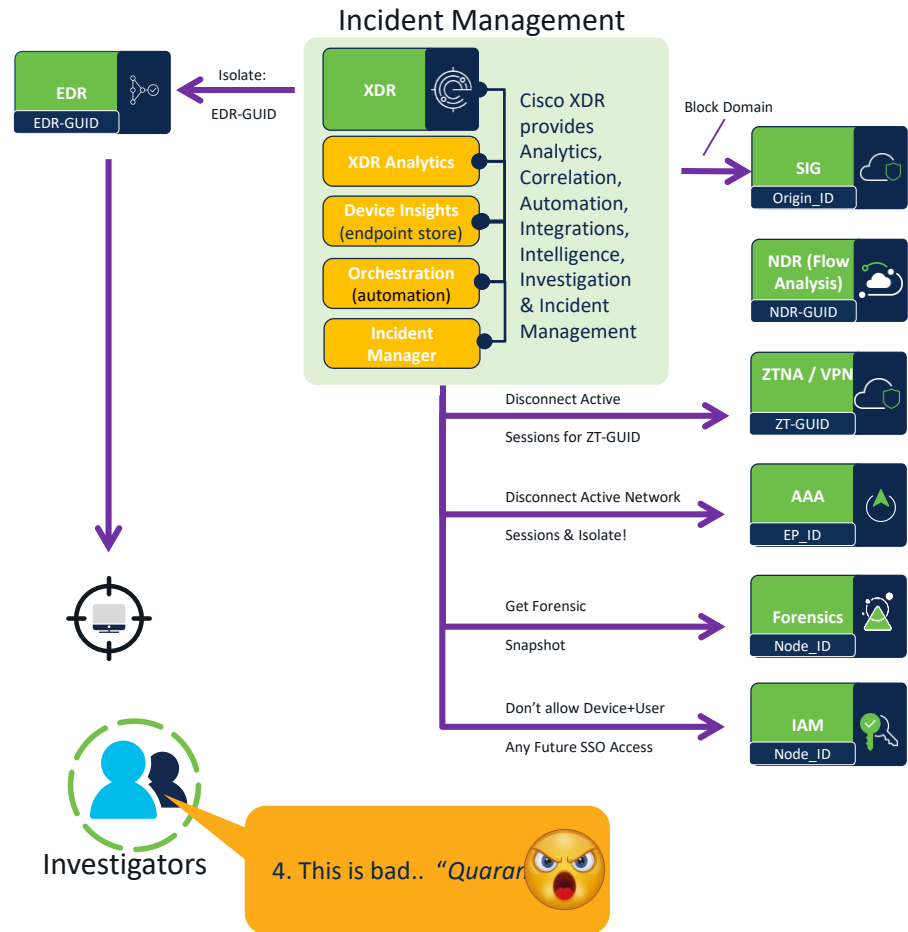 Incident Management
EDR
EDR-GUID
Isolate:
EDR-GUID
XDR
XDR Analytics
Device Insights
(endpoint store)
Orchestration
(automation)
Incident
Manager
Cisco XDR
provides
Analytics,
Correlation,
Automation,
Integrations,
Intelligence,
Investigation
& Incident
Management
Block Domain
SIG
Origin_ID
NDR (Flow
Analysis)
NDR-GUID
Disconnect Active
Sessions for ZT-GUID
ZTNA / VPN
ZT-GUID
Disconnect Active Network
Sessions & Isolate!
AAA
EP_ID
Get Forensic
Snapshot
Forensics
Node_ID
Don’t allow Device+User
Any Future SSO Access
IAM
Node_ID
Investigators
4. This is bad.. “